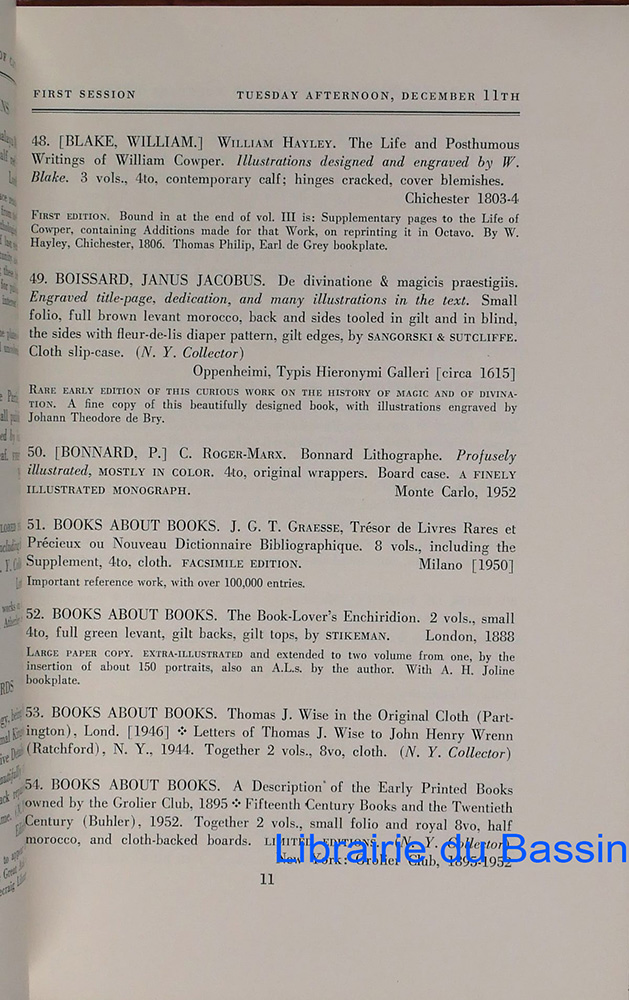 FIRST SESSION TUESDAY AFTERNOON, DECEMBER 11TH
48. [BLAKE, WILLIAM.] WILLIAM HAYLEY. The Life and Posthumous
Writings of William Cowper. Illustrations designed and engraved by W.
Blake. 3 vols., 4to, contemporary calf; hinges cracked, cover blemishes.
Chichester 1803-4
FIRST EDITION. Bound in at the end of vol. III is: Supplementary pages to the Life of
Cowper, containing Additions made for that Work, on reprinting it in Octavo. By W.
Hayley, Chichester, 1806. Thomas Philip, Earl de Grey bookplate.
49. BOISSARD, JANUS JACOBUS. De divinatione & magicis praestigiis.
Engraved title-page, dedication, and many illustrations in the text. Small
folio, full brown levant morocco, back and sides tooled in gilt and in blind,
the sides with fleur-de-lis diaper pattern, gilt edges, by SANGORSKI & SUTCLIFFE.
Cloth slip-case. (N. Y. Collector)
Oppenheimi, Typis Hieronymi Galleri [circa 1615]
RARE EARLY EDITION OF THIS CURIOUS WORK ON THE HISTORY OF MAGIC AND OF DIVINA-
TION. A fine copy of this beautifully designed book, with illustrations engraved by
Johann Theodore de Bry.
50. [BONNARD, P.] C. ROGER-MARX. Bonnard Lithographe. Profusely
illustrated, MOSTLY IN COLOR. 4to, original wrappers. Board case. A FINELY
ILLUSTRATED MONOGRAPH. Monte Carlo, 1952
51. BOOKS ABOUT BOOKS. J. G. T. GRAESSE, Trésor de Livres Rares et
Précieux ou Nouveau Dictionnaire Bibliographique. 8 vols., including the
Supplement, 4to, cloth. FACSIMILE EDITION. Milano [1950]
Important reference work, with over 100,000 entries.
52. BOOKS ABOUT BOOKS. The Book-Lover's Enchiridion. 2 vols., small
4to, full green levant, gilt backs, gilt tops, by STIKEMAN. London, 1888
LARGE PAPER COPY. EXTRA-ILLUSTRATED and extended to two volume from one, by the
insertion of about 150 portraits, also an A.L.s. by the author. With A. H. Joline
bookplate.
53. BOOKS ABOUT BOOKS. Thomas J. Wise in the Original Cloth (Part-
ington), Lond. [1946] ❖ Letters of Thomas J. Wise to John Henry Wrenn
(Ratchford), N. Y., 1944. Together 2 vols., 8vo, cloth. (N. Y. Collector)
54. BOOKS ABOUT BOOKS. A Description of the Early Printed Books
owned by the Grolier Club, 1895 ❖ Fifteenth Century Books and the Twentieth
Century (Buhler), 1952. Together 2 vols., small folio and royal 8vo, half
morocco, and cloth-backed boards. LIMITED EDITIONS. (N. Y. Collector)
New York: Grolier Club, 1895-1952
Librairie du Bassin
11